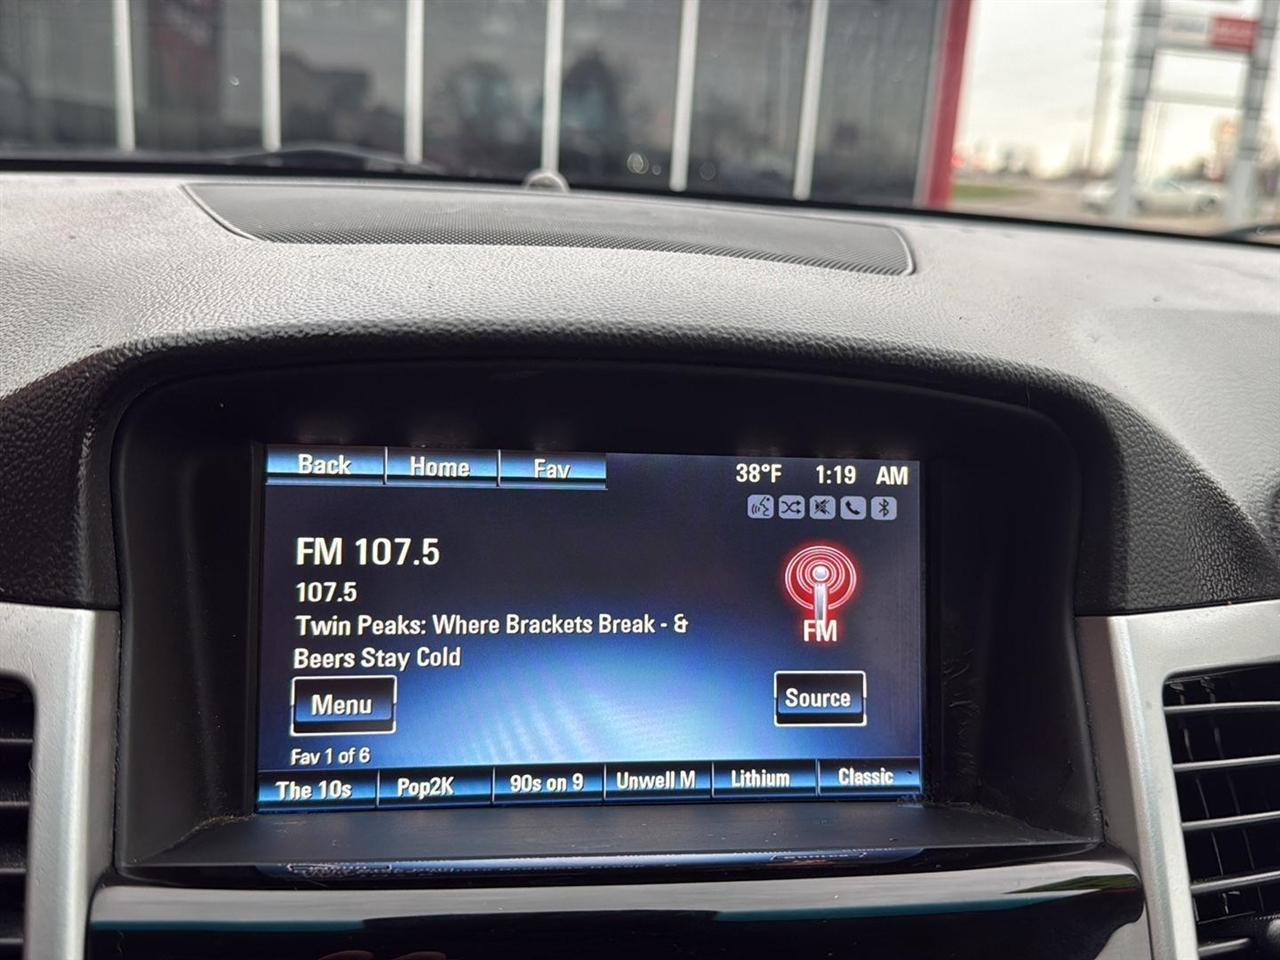 Back Home Fav 38°F 1:19 AM
FM 107.5
107.5
Twin Peaks: Where Brackets Break - &
Beers Stay Cold
FM
Menu Source
Fav 1 of 6
The 10s Pop2K 90s on 9 Unwell M Lithium Classic